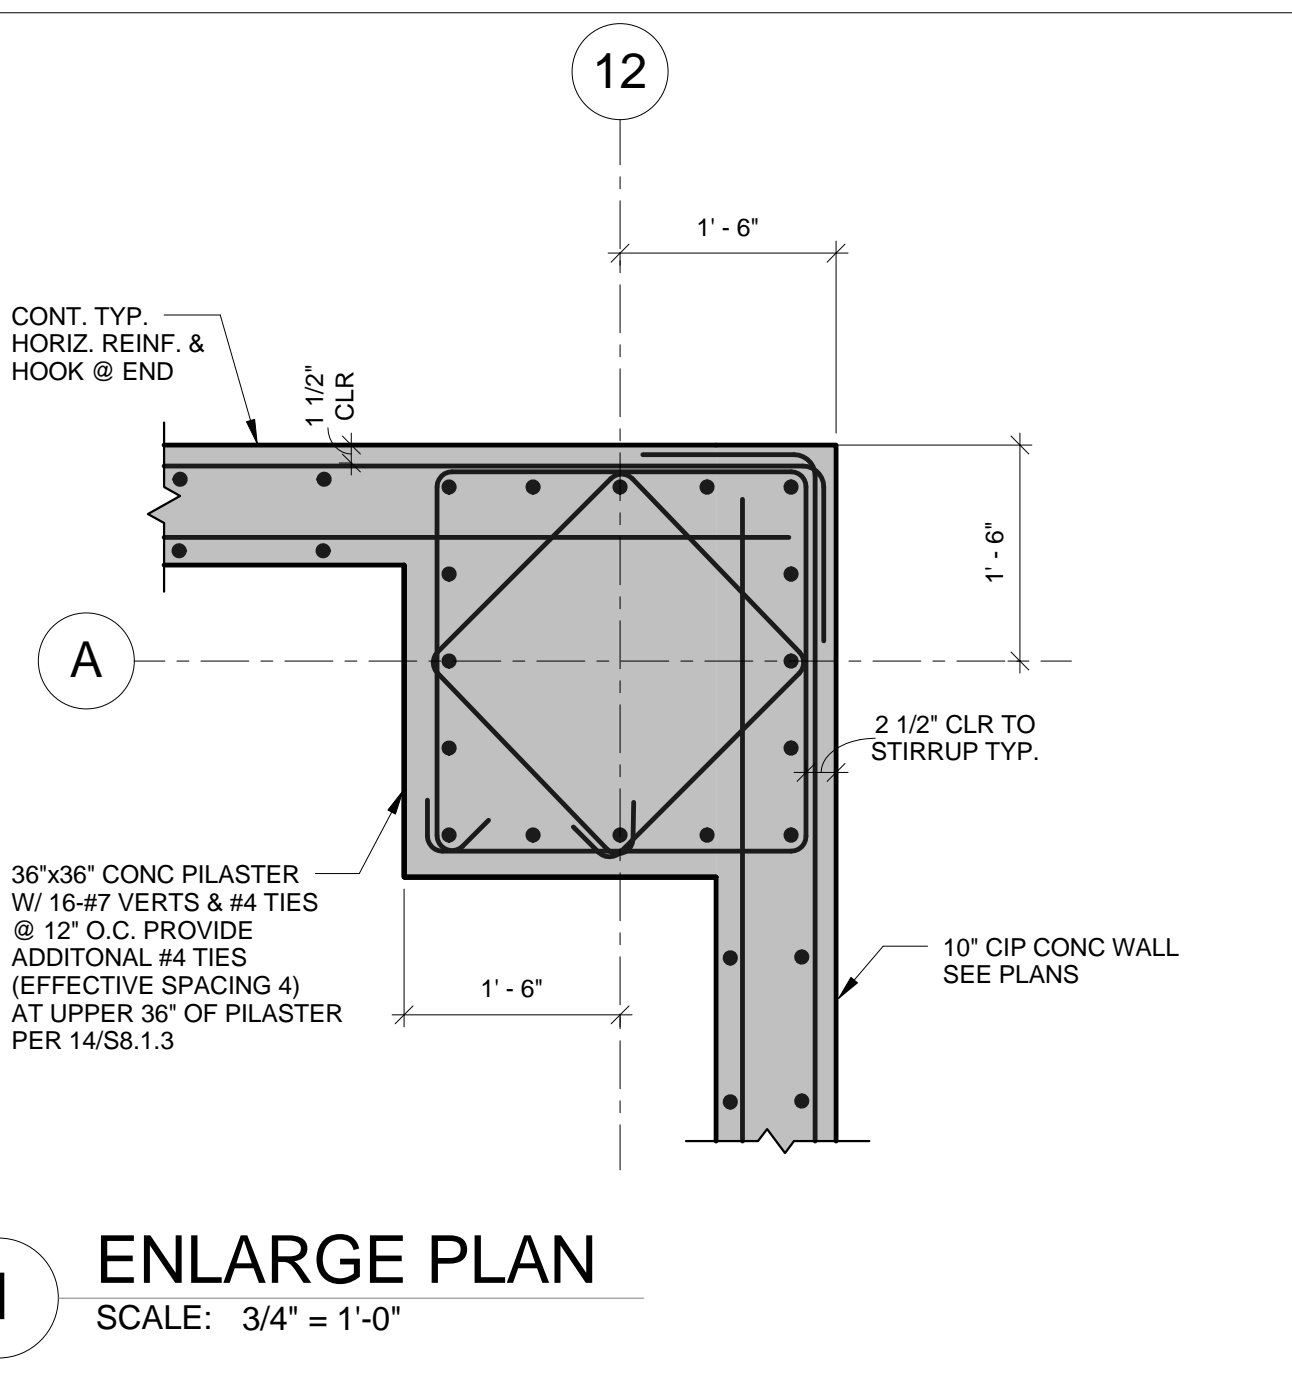 12
1' - 6"
CONT. TYP.
HORIZ. REINF. &
HOOK @ END
1 1/2"
CLR
1' - 6"
A
2 1/2" CLR TO
STIRRUP TYP.
36"x36" CONC PILASTER
W/ 16-#7 VERTS & #4 TIES
@ 12" O.C. PROVIDE
ADDITONAL #4 TIES
(EFFECTIVE SPACING 4)
AT UPPER 36" OF PILASTER
PER 14/S8.1.3
1' - 6"
10" CIP CONC WALL
SEE PLANS
ENLARGE PLAN
SCALE: 3/4" = 1'-0"